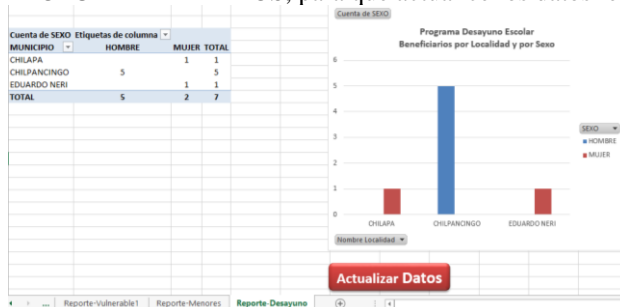 Cuenta de SEXO Etiquetas de columna
MUNICIPIO HOMBRE MUJER TOTAL
CHILAPA 1 1
CHILPANCINGO 5 5
EDUARDO NERI 1 1
TOTAL 5 2 7
Cuenta de SEXO
Programa Desayuno Escolar
Beneficiarios por Localidad y por Sexo
6
5
4
3
2
1
0
CHILAPA CHILPANCINGO EDUARDO NERI
SEXO
HOMBRE
MUJER
Nombre Localidad
Actualizar Datos
... Reporte-Vulnerable1 Reporte-Menores Reporte-Desayuno